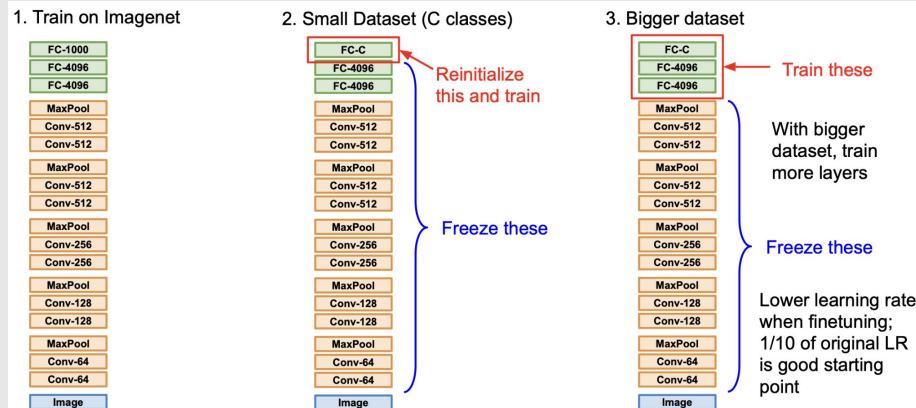 1. Train on Imagenet
FC-1000
FC-4096
FC-4096
MaxPool
Conv-512
Conv-512
MaxPool
Conv-512
Conv-512
MaxPool
Conv-256
Conv-256
MaxPool
Conv-128
Conv-128
MaxPool
Conv-64
Conv-64
Image
2. Small Dataset (C classes)
FC-C
FC-4096
FC-4096
MaxPool
Conv-512
Conv-512
MaxPool
Conv-512
Conv-512
MaxPool
Conv-256
Conv-256
MaxPool
Conv-128
Conv-128
MaxPool
Conv-64
Conv-64
Image
Reinitialize
this and train
Freeze these
3. Bigger dataset
FC-C
FC-4096
FC-4096
MaxPool
Conv-512
Conv-512
MaxPool
Conv-512
Conv-512
MaxPool
Conv-256
Conv-256
MaxPool
Conv-128
Conv-128
MaxPool
Conv-64
Conv-64
Image
Train these
With bigger
dataset, train
more layers
Freeze these
Lower learning rate
when finetuning;
1/10 of original LR
is good starting
point